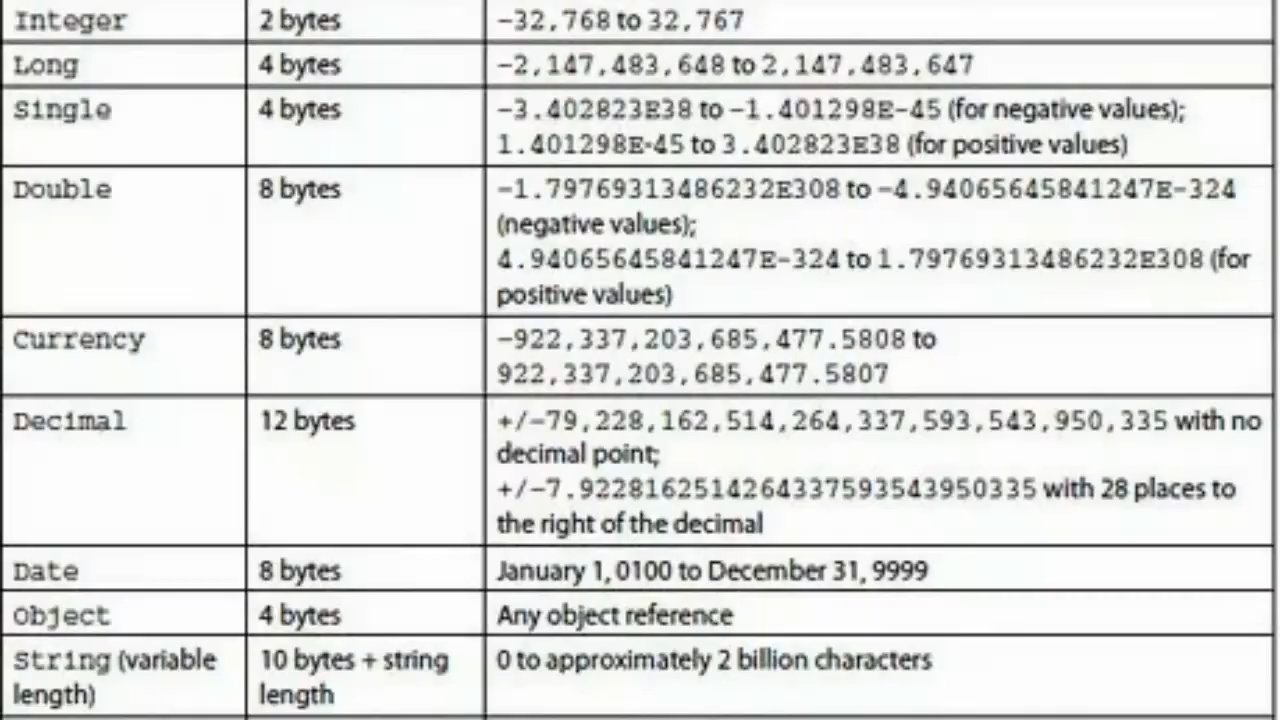 Integer 2 bytes -32,768 to 32,767
Long 4 bytes -2,147,483,648 to 2,147,483,647
Single 4 bytes -3.402823E38 to -1.401298E-45 (for negative values);
1.401298E-45 to 3.402823E38 (for positive values)
Double 8 bytes -1.79769313486232E308 to -4.94065645841247E-324
(negative values);
4.94065645841247E-324 to 1.79769313486232E308 (for
positive values)
Currency 8 bytes -922,337,203,685,477.5808 to
922,337,203,685,477.5807
Decimal 12 bytes +/-79,228,162,514,264,337,593,543,950,335 with no
decimal point;
+/-7.9228162514264337593543950335 with 28 places to
the right of the decimal
Date 8 bytes January 1, 0100 to December 31, 9999
Object 4 bytes Any object reference
String (variable 10 bytes + string 0 to approximately 2 billion characters
length) length